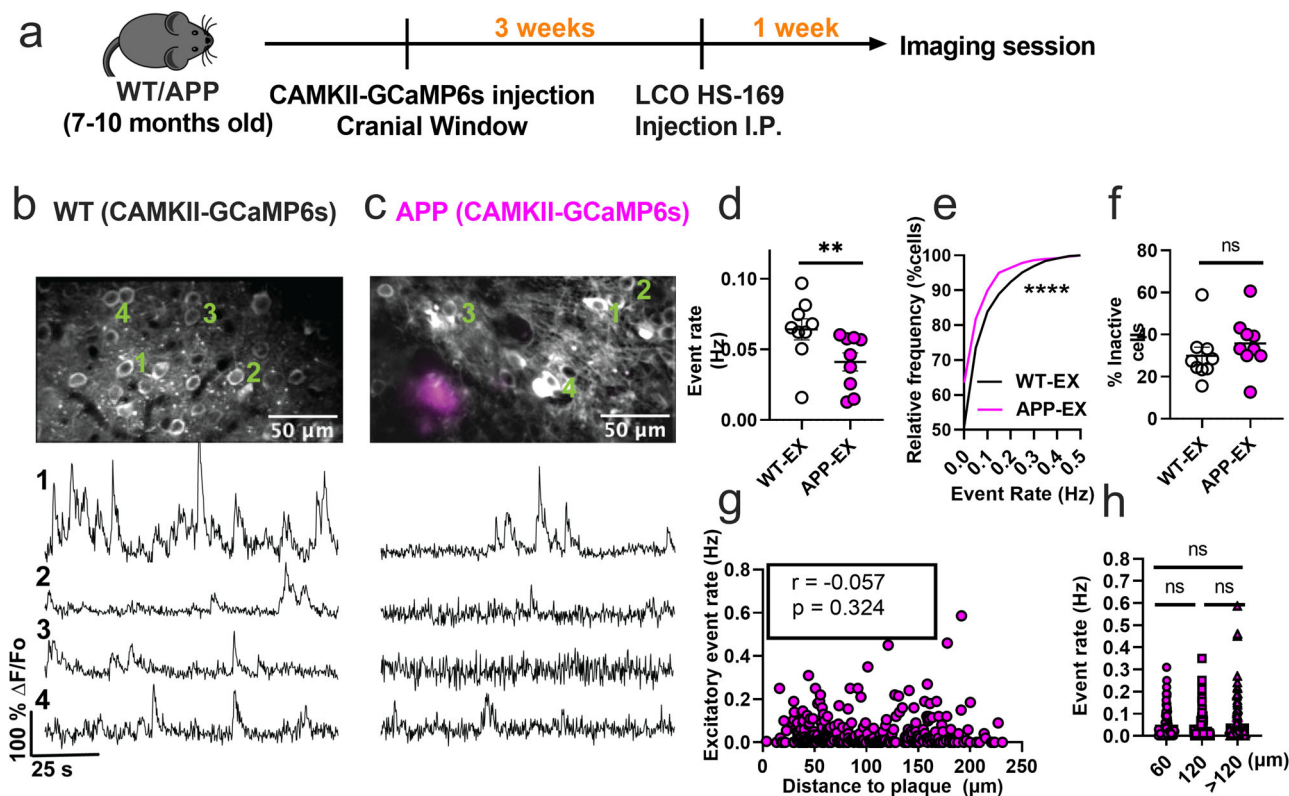 a
3 weeks
1 week
Imaging session
WT/APP
(7-10 months old)
CAMKII-GCaMP6s injection
Cranial Window
LCO HS-169
Injection I.P.
b
WT (CAMKII-GCaMP6s)
4
3
1
2
50 µm
1
2
3
4
100 % ΔF/Fo
25 s
c
APP (CAMKII-GCaMP6s)
2
3
1
4
50 µm
d
**
Event rate
(Hz)
0.10
0.05
0.00
WT-EX
APP-EX
e
Relative frequency (%cells)
100
90
80
70
60
50
****
WT-EX
APP-EX
0.0
0.1
0.2
0.3
0.4
0.5
Event Rate (Hz)
f
ns
% Inactive
cells
80
60
40
20
0
WT-EX
APP-EX
g
Excitatory event rate (Hz)
0.8
0.6
0.4
0.2
0.0
r = -0.057
p = 0.324
0
50
100
150
200
250
Distance to plaque (µm)
h
ns
ns
ns
Event rate (Hz)
0.8
0.7
0.6
0.5
0.4
0.3
0.2
0.1
0.0
60
120
>120
(µm)